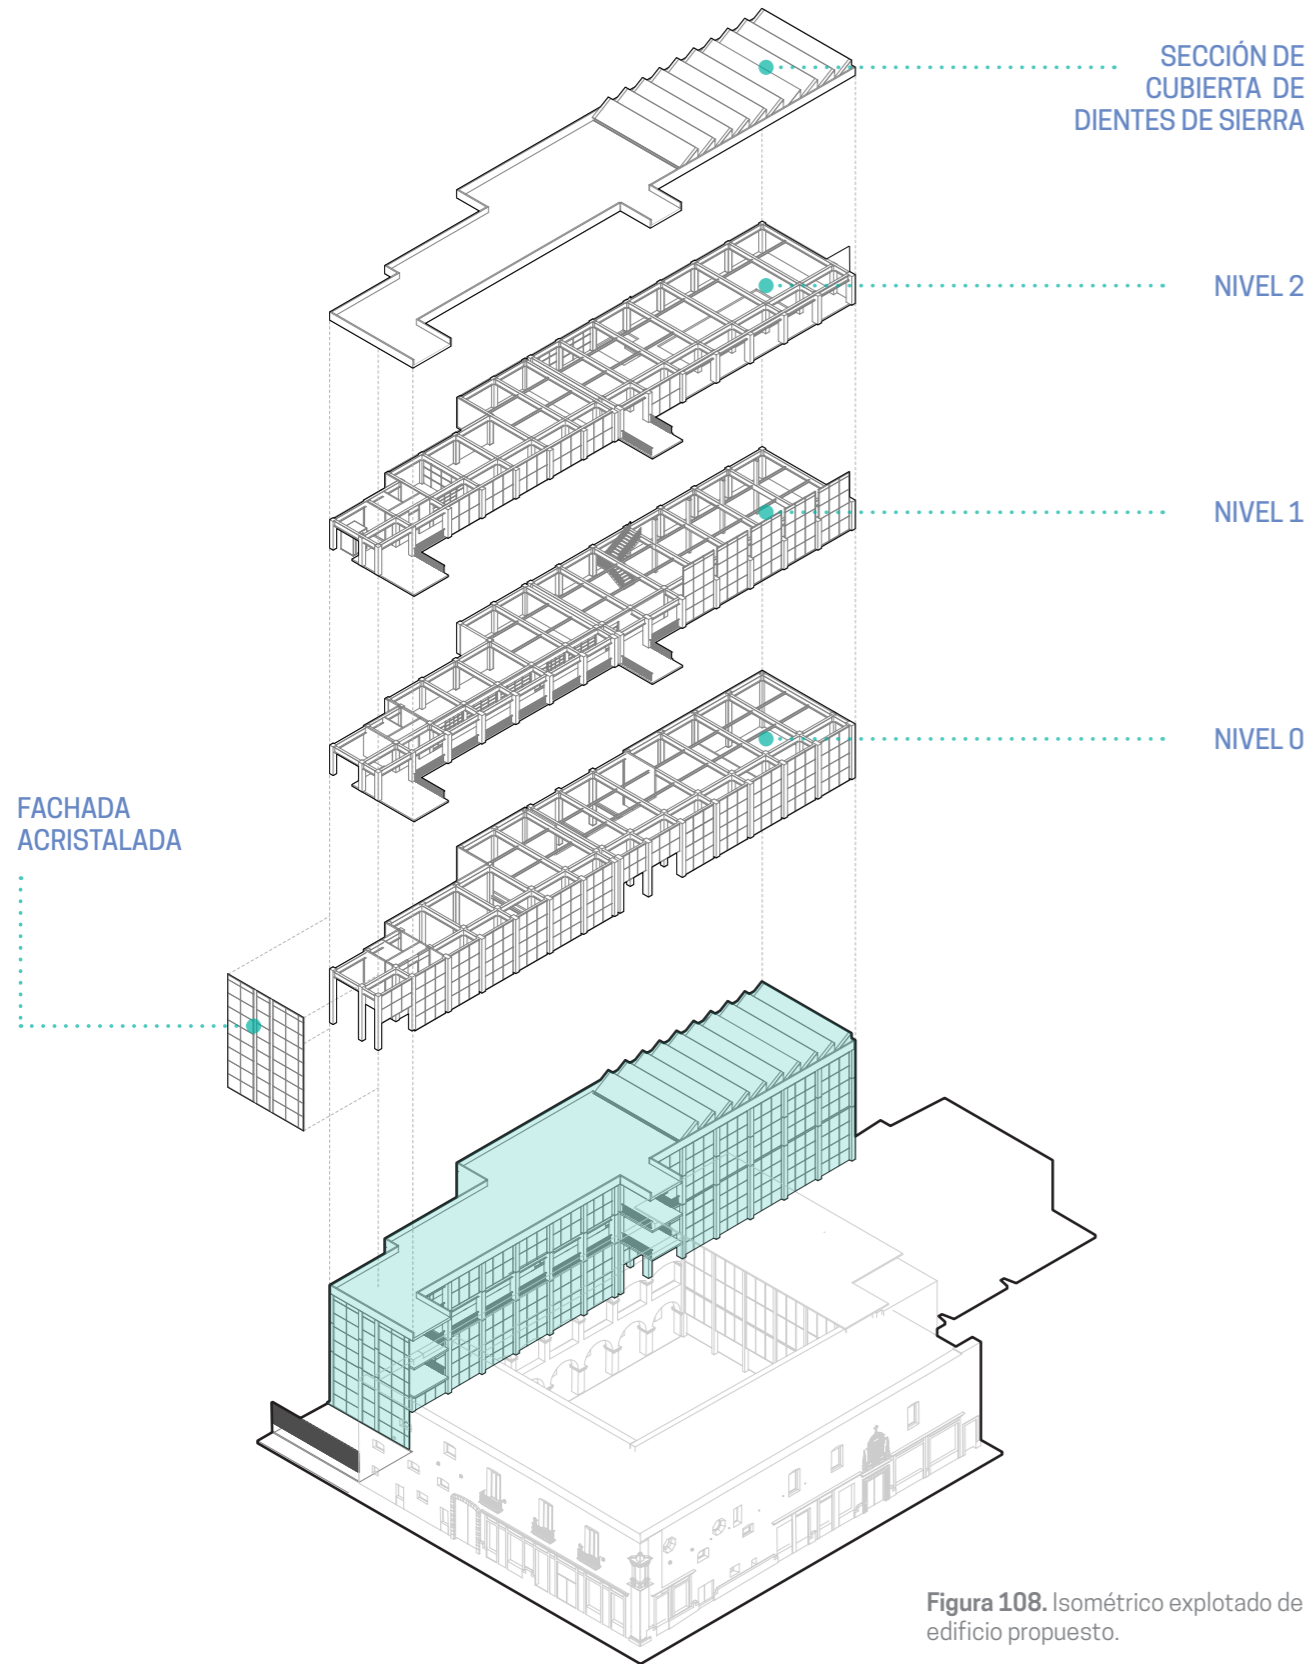 SECCIÓN DE
CUBIERTA DE
DIENTES DE SIERRA
NIVEL 2
NIVEL 1
NIVEL 0
FACHADA
ACRISTALADA
Figura 108. Isométrico explotado de
edificio propuesto.